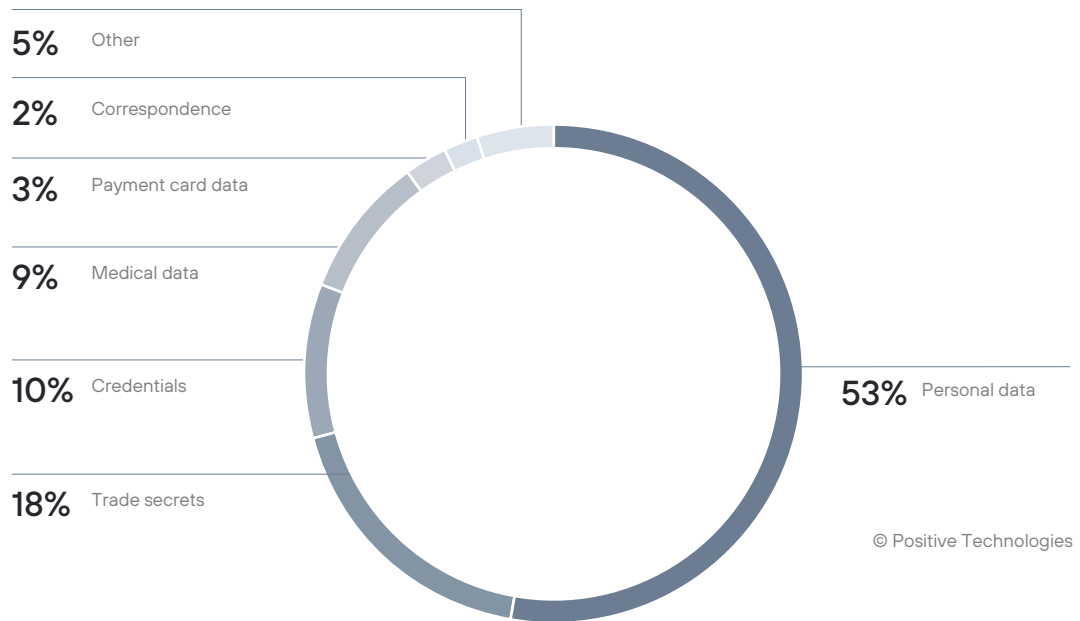 5% Other
2% Correspondence
3% Payment card data
9% Medical data
10% Credentials
18% Trade secrets
53% Personal data
© Positive Technologies